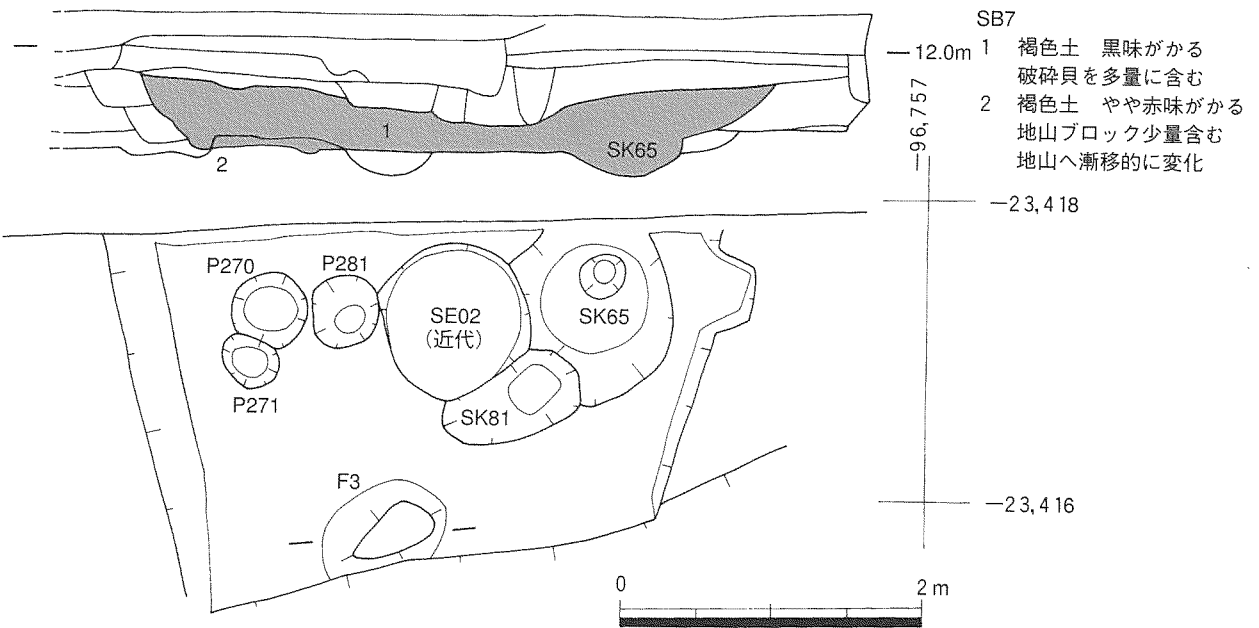 SB7
1 褐色土 黒味がかる
破砕貝を多量に含む
2 褐色土 やや赤味がかる
地山ブロック少量含む
地山へ漸移的に変化
12.0m
1
2
SK65
-96,757
-23,418
P270
P281
SE02
(近代)
SK65
P271
SK81
F3
-23,416
0
2 m